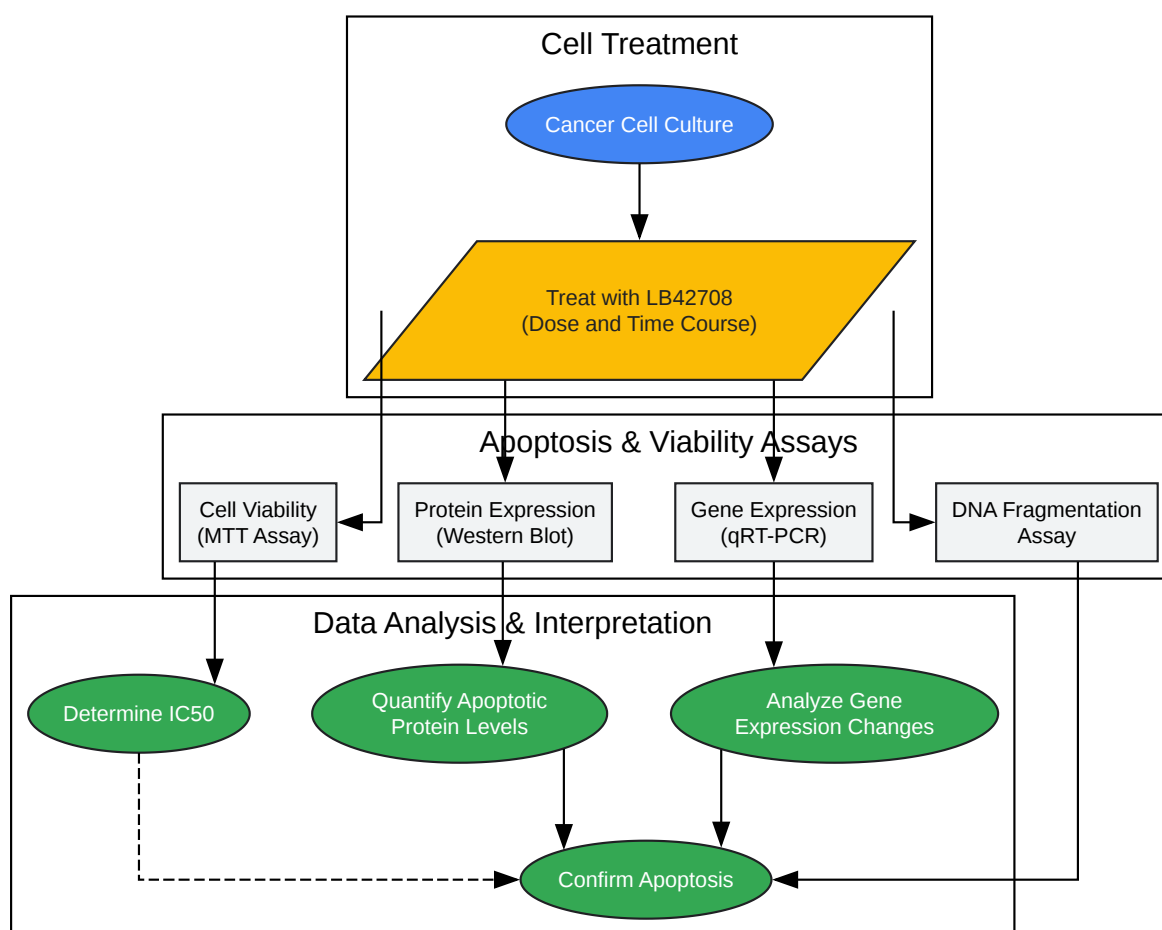 Cell Treatment
Cancer Cell Culture
Treat with LB42708
(Dose and Time Course)
Apoptosis & Viability Assays
Cell Viability
(MTT Assay)
Protein Expression
(Western Blot)
Gene Expression
(qRT-PCR)
DNA Fragmentation
Assay
Data Analysis & Interpretation
Determine IC50
Quantify Apoptotic
Protein Levels
Analyze Gene
Expression Changes
Confirm Apoptosis